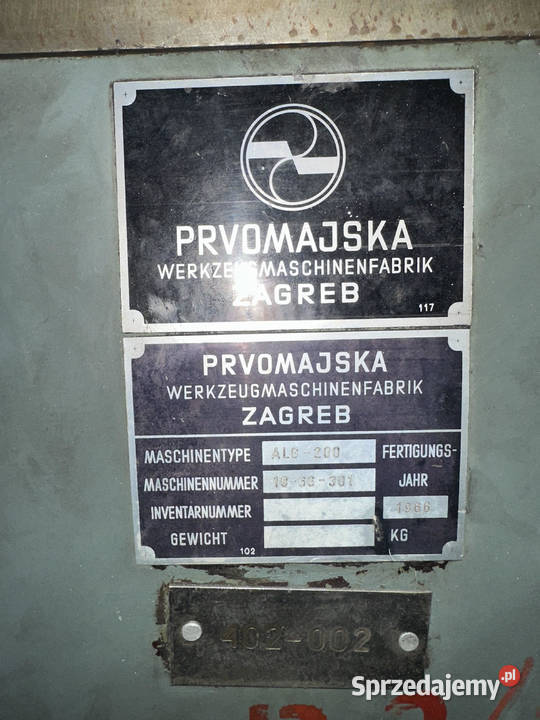 PRVOMAJSKA
WERKZEUGMASCHINENFABRIK
ZAGREB
117
PRVOMAJSKA
WERKZEUGMASCHINENFABRIK
ZAGREB
MASCHINENTYPE ALG-200 FERTIGUNGS-
MASCHINENNUMMER JAHR
INVENTARNUMMER 1966
GEWICHT KG
102
402-002
Sprzedajemy.pl